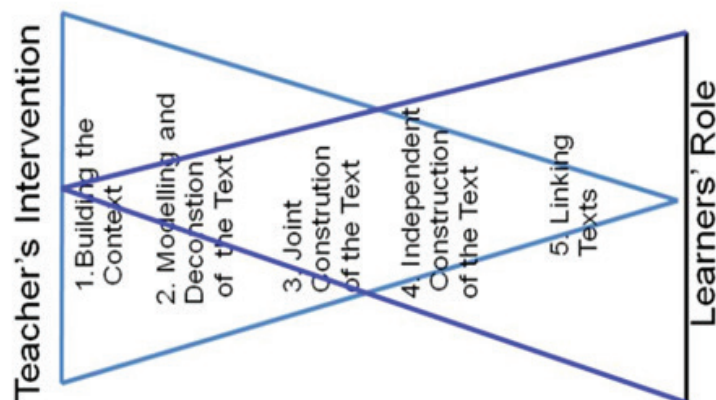 Teacher's Intervention
1.Building the
Context
2. Modelling and
Deconstion
of the Text
3. Joint
Constrution
of the Text
4. Independent
Construction
of the Text
5. Linking
Texts
Learners' Role